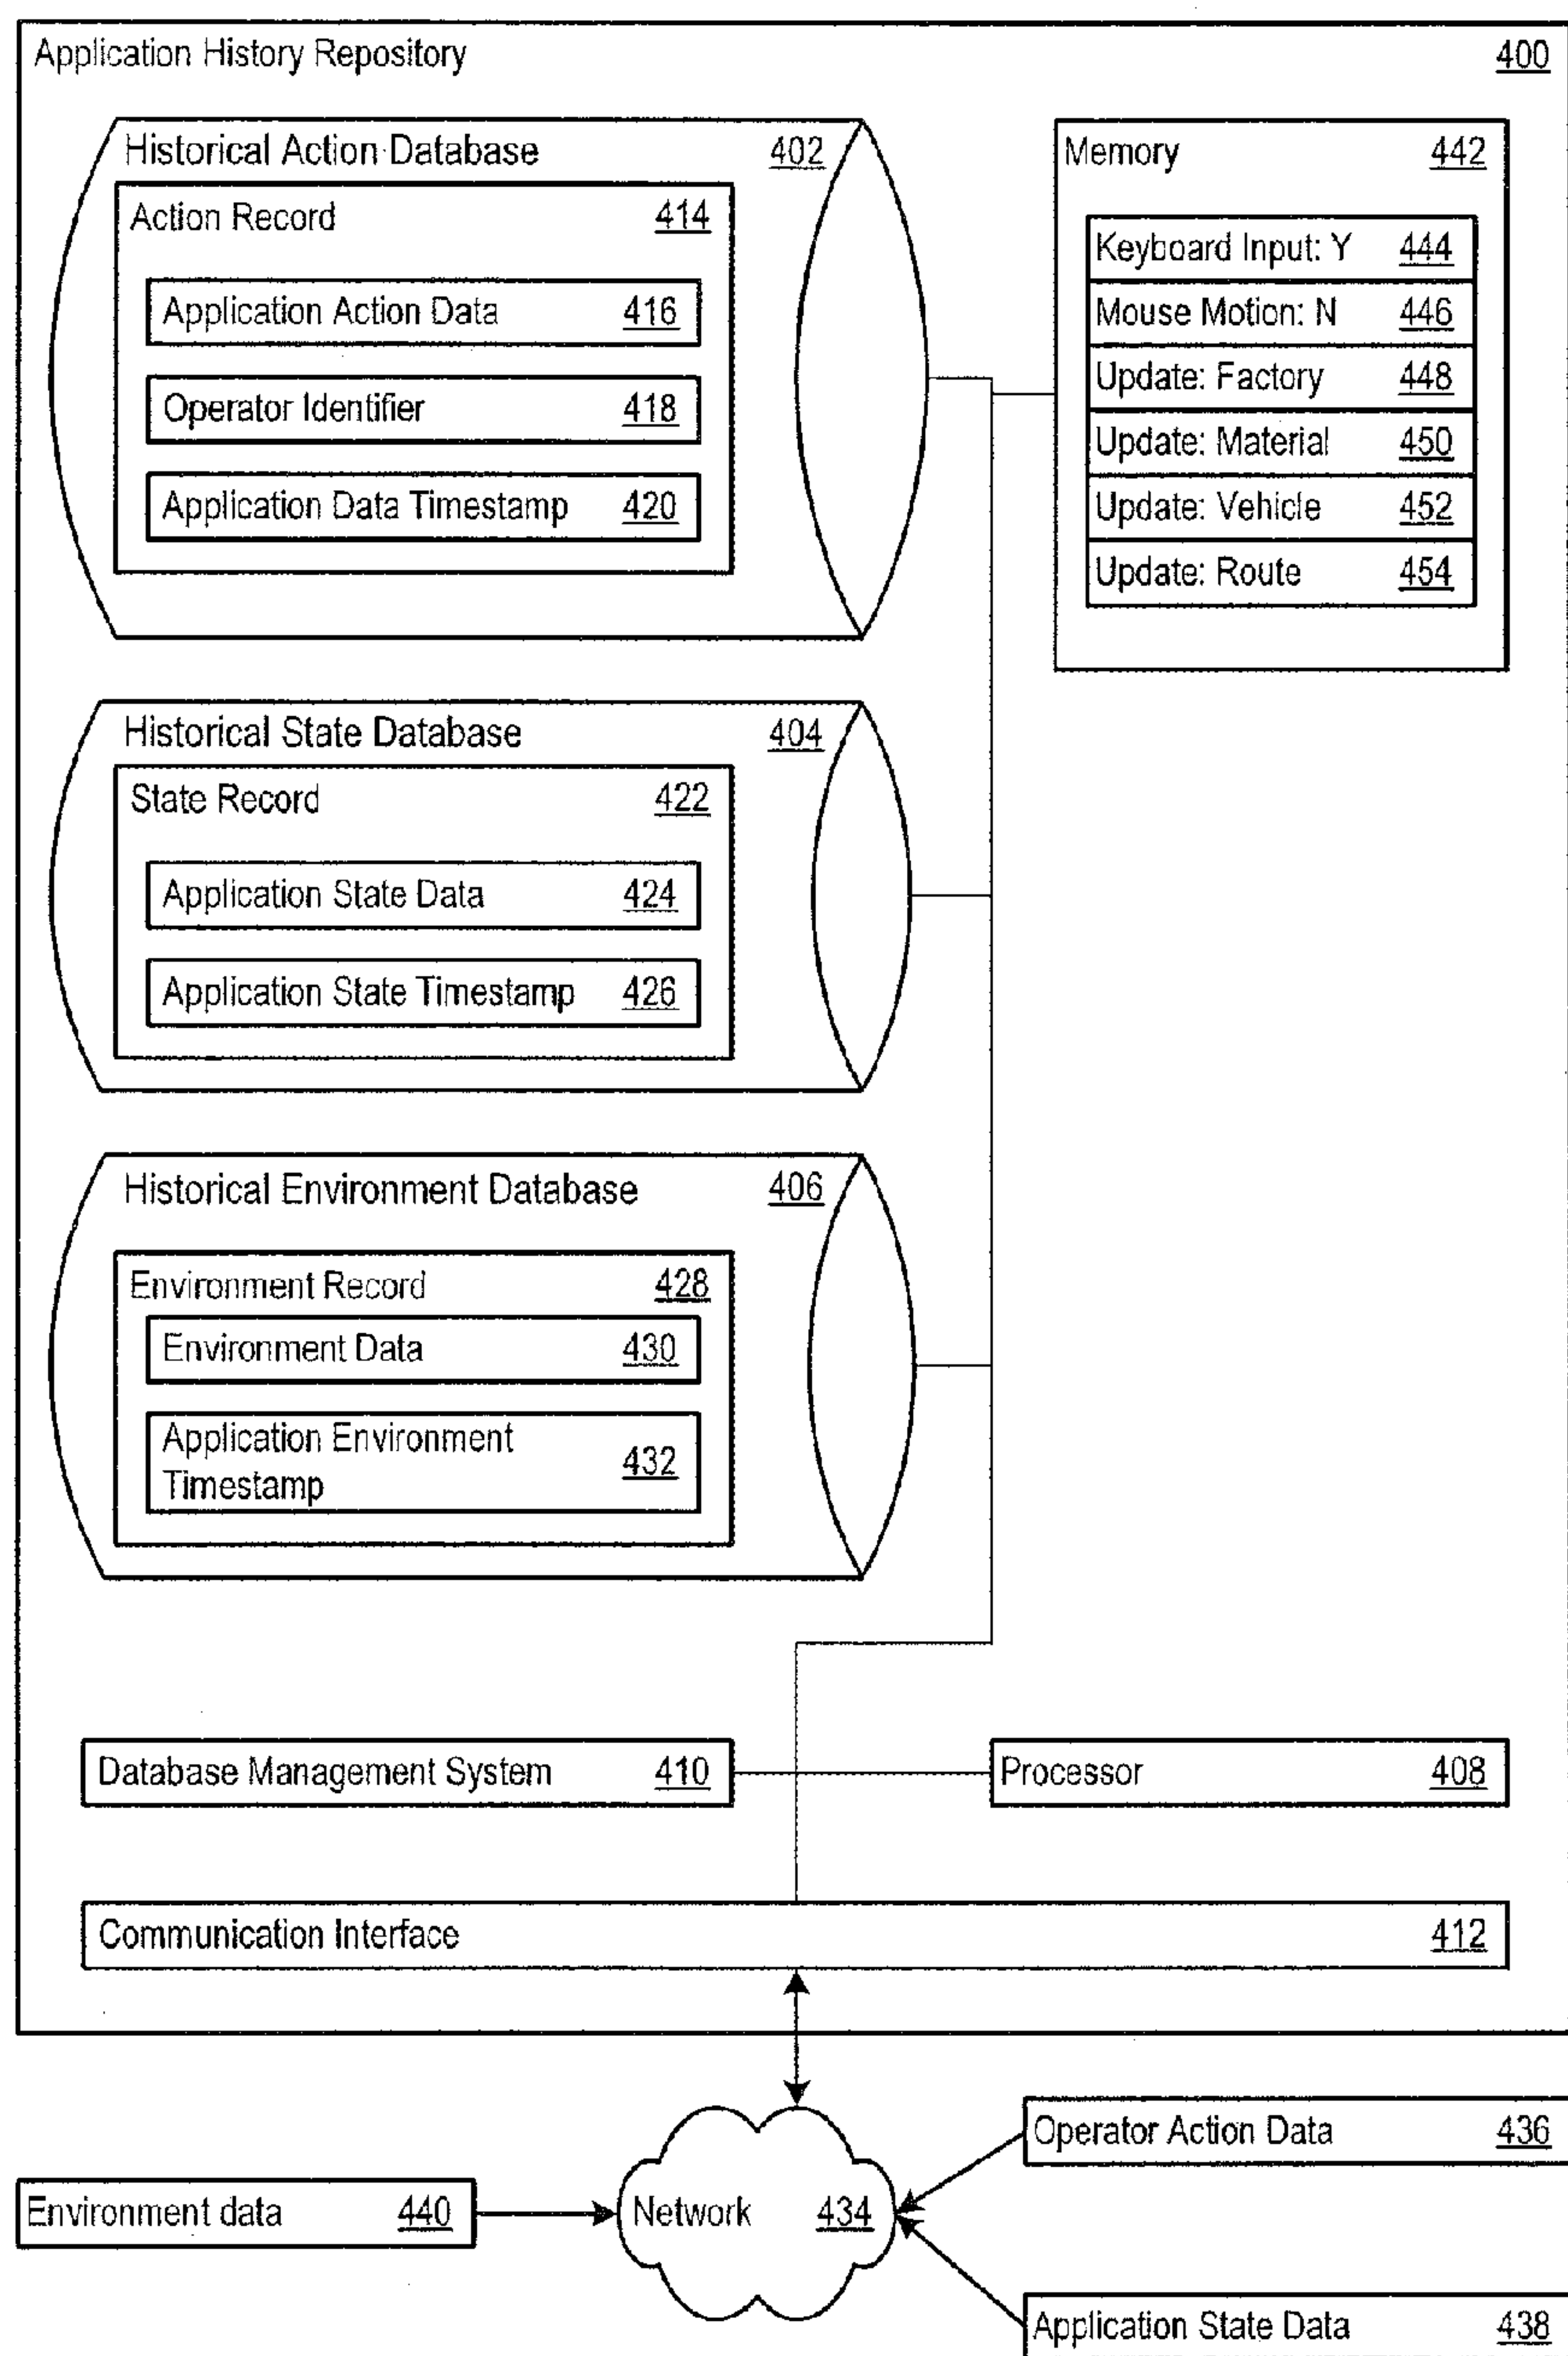 Application History Repository 400
Historical Action Database 402
Action Record 414
Application Action Data 416
Operator Identifier 418
Application Data Timestamp 420
Memory 442
Keyboard Input: Y 444
Mouse Motion: N 446
Update: Factory 448
Update: Material 450
Update: Vehicle 452
Update: Route 454
Historical State Database 404
State Record 422
Application State Data 424
Application State Timestamp 426
Historical Environment Database 406
Environment Record 428
Environment Data 430
Application Environment
Timestamp 432
Database Management System 410
Processor 408
Communication Interface 412
Operator Action Data 436
Environment data 440
Network 434
Application State Data 438